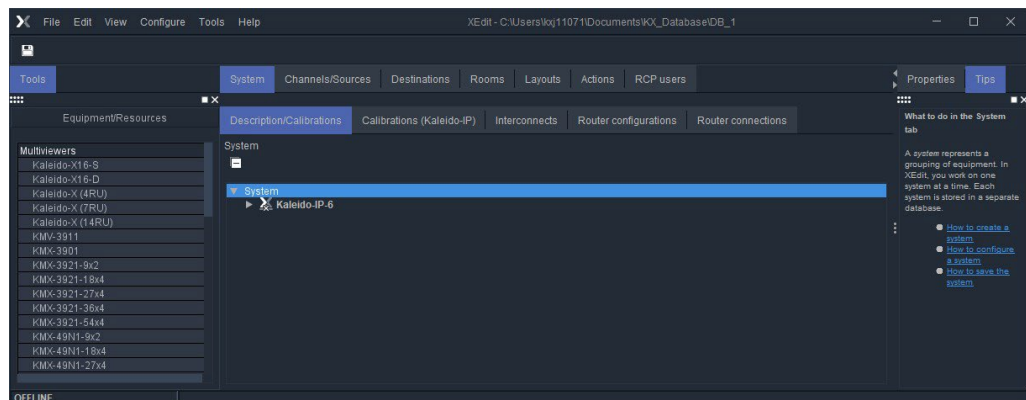 File Edit View Configure Tools Help
XEdit - C:\Users\kxj11071\Documents\KX_Database\DB_1
Tools
System Channels/Sources Destinations Rooms Layouts Actions RCP users
Properties Tips
Equipment/Resources
Multiviewers
Kaleido-X16-S
Kaleido-X16-D
Kaleido-X (4RU)
Kaleido-X (7RU)
Kaleido-X (14RU)
KMV-3911
KMX-3901
KMX-3921-9x2
KMX-3921-18x4
KMX-3921-27x4
KMX-3921-36x4
KMX-3921-54x4
KMX-49N1-9x2
KMX-49N1-18x4
KMX-49N1-27x4
Description/Calibrations Calibrations (Kaleido-IP) Interconnects Router configurations Router connections
System
System
Kaleido-IP-6
What to do in the System
tab
A system represents a
grouping of equipment. In
XEdit, you work on one
system at a time. Each
system is stored in a separate
database.
How to create a
system
How to configure
a system
How to save the
system
OFFLINE